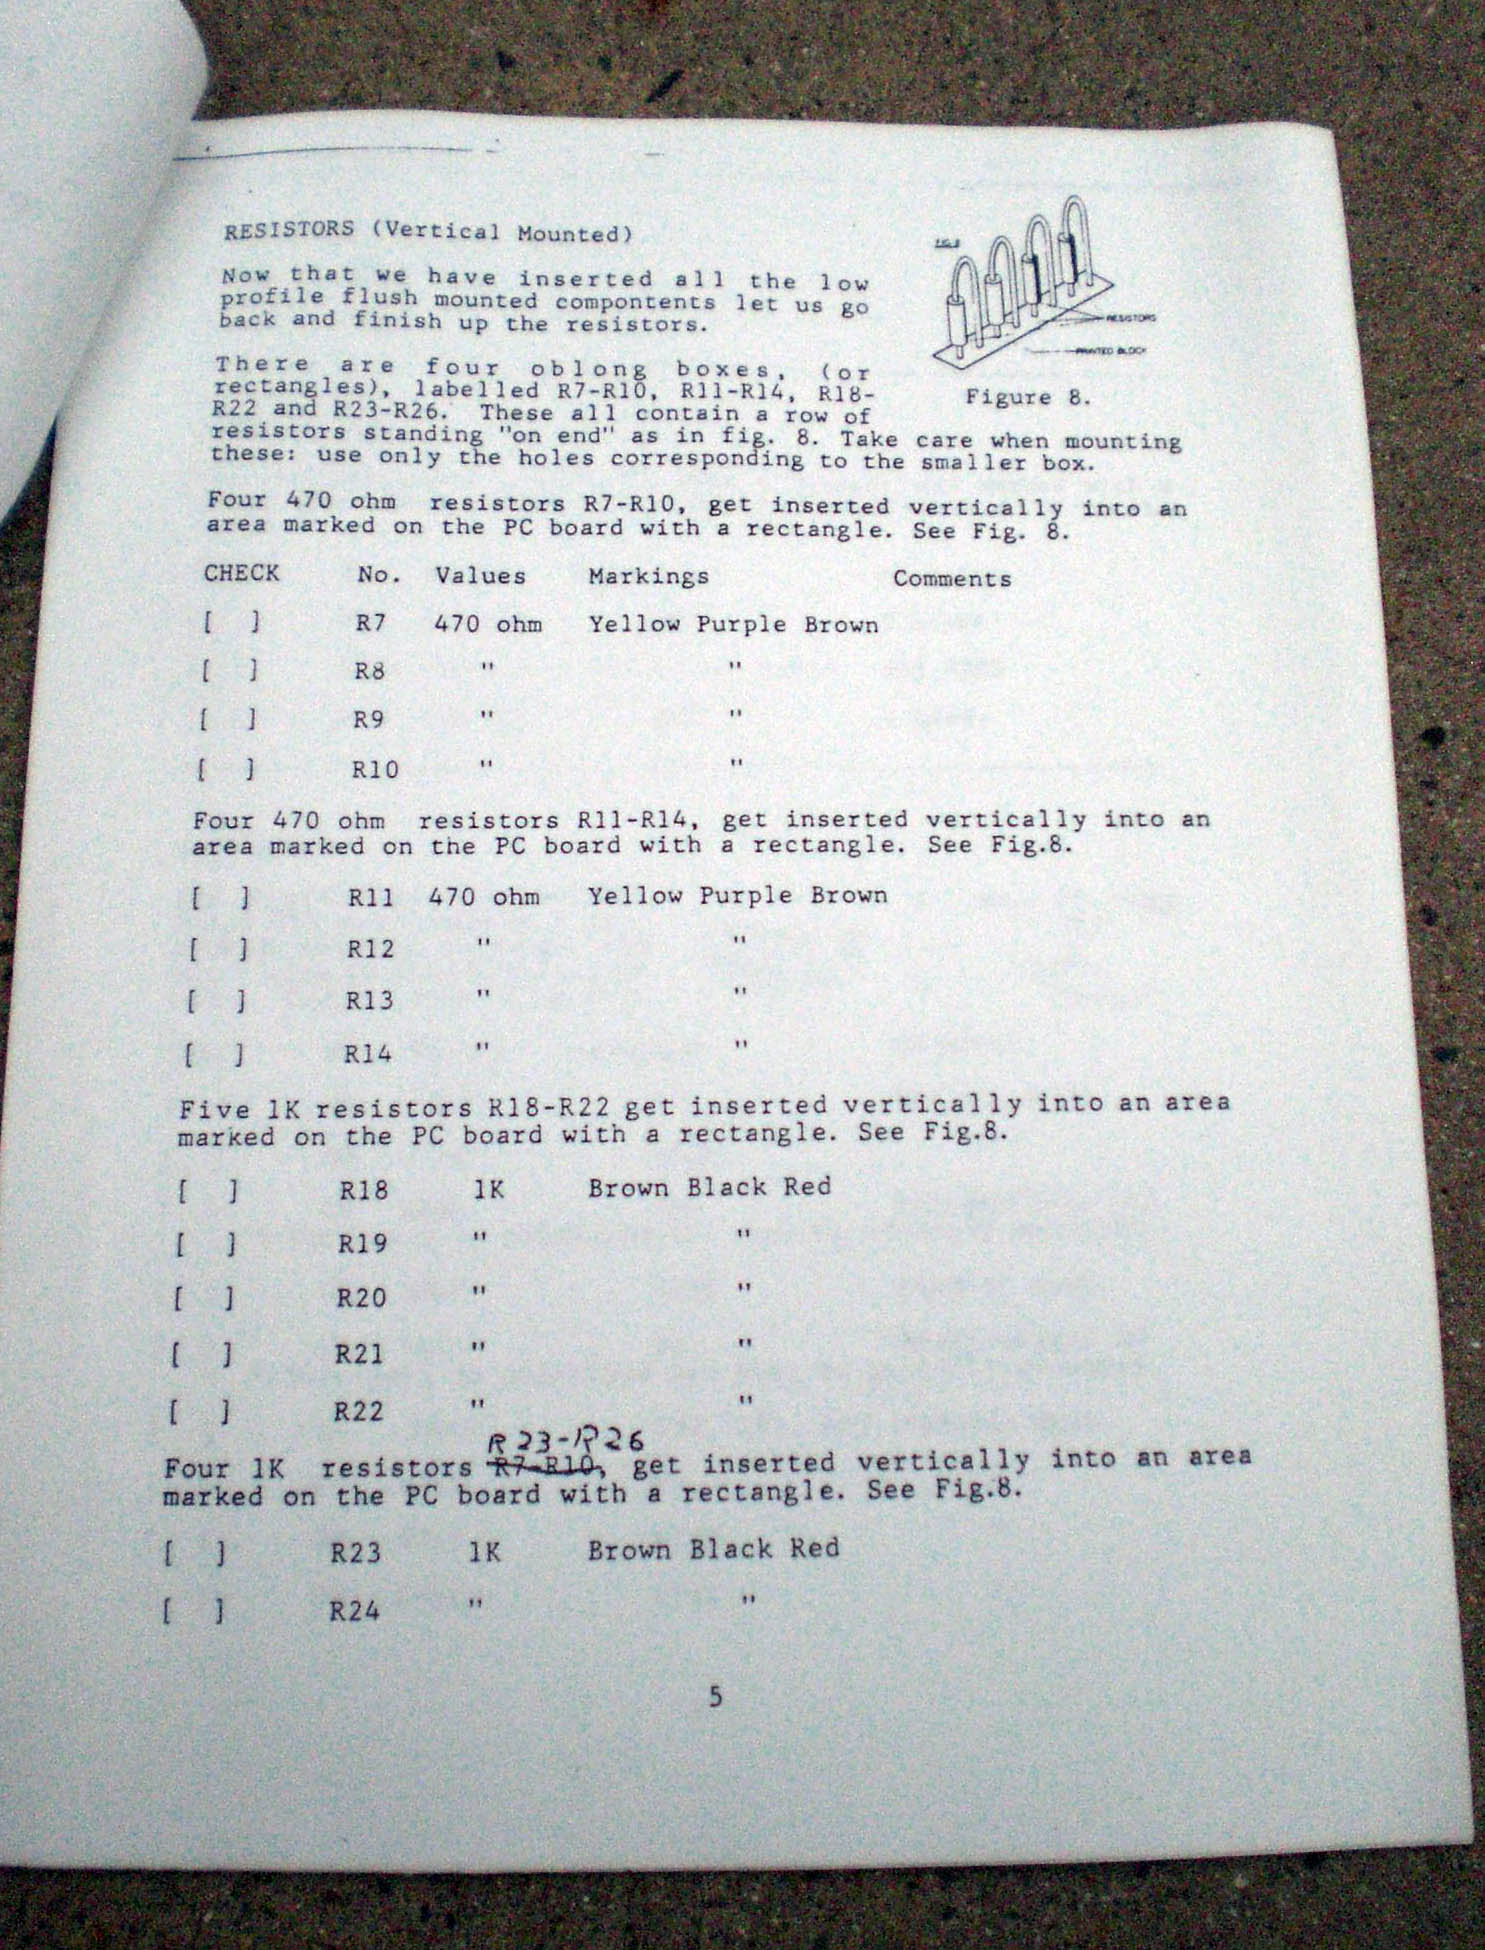 RESISTORS (Vertical Mounted)
Now that we have inserted all the low
profile flush mounted compontents let us go
back and finish up the resistors.
RESISTORS
PRINTED BLOCK
Figure 8.
There are four oblong boxes, (or
rectangles), labelled R7-R10, R11-R14, R18-
R22 and R23-R26. These all contain a row of
resistors standing "on end" as in fig. 8. Take care when mounting
these: use only the holes corresponding to the smaller box.
Four 470 ohm resistors R7-R10, get inserted vertically into an
area marked on the PC board with a rectangle. See Fig. 8.
CHECK No. Values Markings Comments
[ ] R7 470 ohm Yellow Purple Brown
[ ] R8 " "
[ ] R9 " "
[ ] R10 " "
Four 470 ohm resistors R11-R14, get inserted vertically into an
area marked on the PC board with a rectangle. See Fig.8.
[ ] R11 470 ohm Yellow Purple Brown
[ ] R12 " "
[ ] R13 " "
[ ] R14 " "
Five 1K resistors R18-R22 get inserted vertically into an area
marked on the PC board with a rectangle. See Fig.8.
[ ] R18 1K Brown Black Red
[ ] R19 " "
[ ] R20 " "
[ ] R21 " "
[ ] R22 " "
R23-R26
Four 1K resistors R7-R10, get inserted vertically into an area
marked on the PC board with a rectangle. See Fig.8.
[ ] R23 1K Brown Black Red
[ ] R24 " "
5